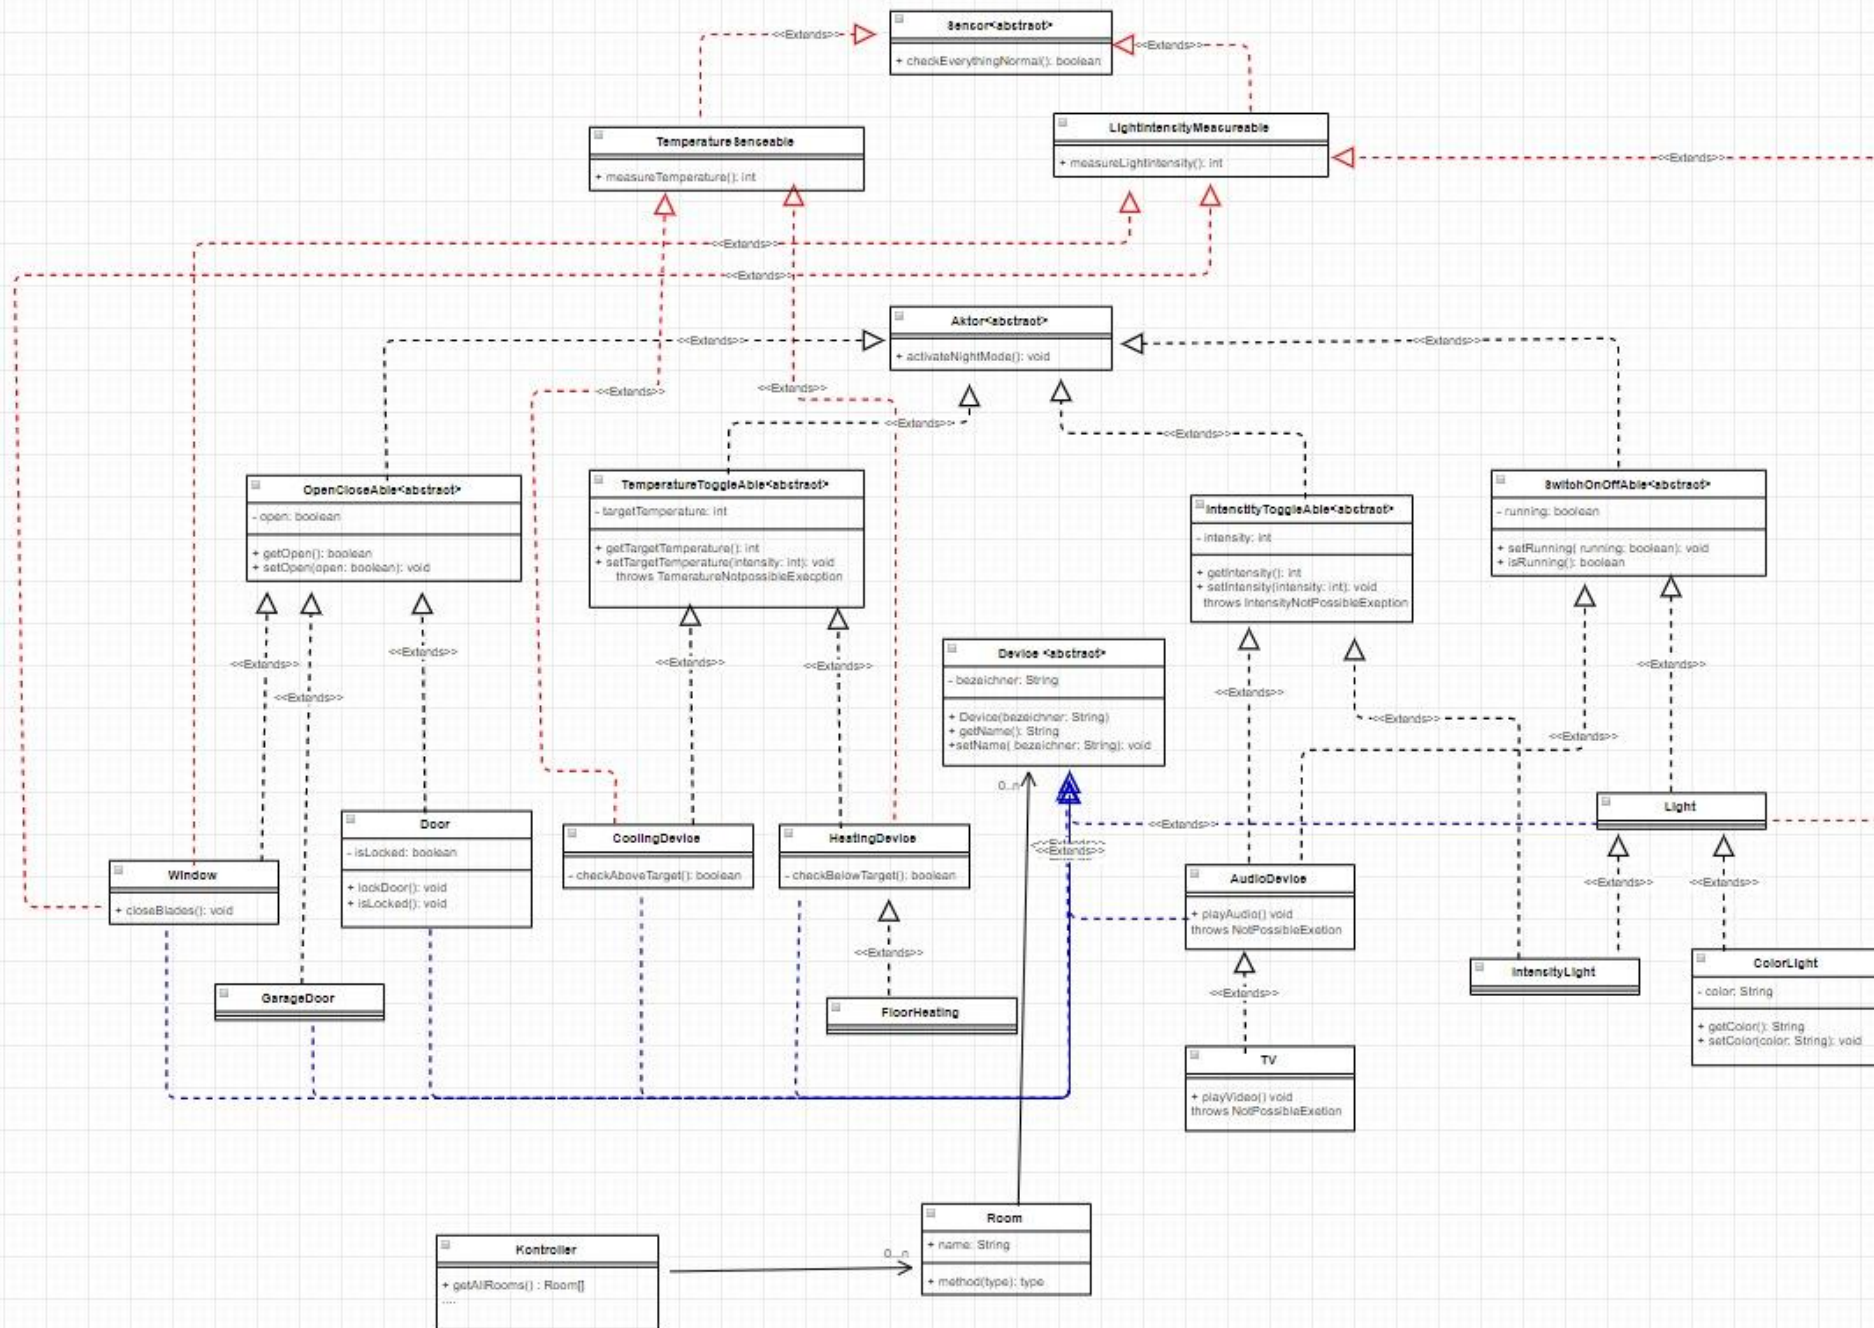 Sensor<abstract>
+ checkEverythingNormal(): boolean
<<Extends>>
<<Extends>>
TemperatureSenseable
+ measureTemperature(): int
LightIntensityMeasureable
+ measureLightIntensity(): int
<<Extends>>
<<Extends>>
<<Extends>>
Aktor<abstract>
+ activateNightMode(): void
<<Extends>>
<<Extends>>
<<Extends>>
<<Extends>>
<<Extends>>
<<Extends>>
OpenCloseAble<abstract>
- open: boolean
+ getOpen(): boolean
+ setOpen(open: boolean): void
TemperatureToggleAble<abstract>
- targetTemperature: int
+ getTargetTemperature(): int
+ setTargetTemperature(intensity: int): void
throws TemeratureNotpossibleExecption
IntenctityToggleAble<abstract>
- intensity: int
+ getIntensity(): int
+ setIntensity(intensity: int): void
throws IntensityNotPossibleExeption
SwitchOnOffAble<abstract>
- running: boolean
+ setRunning( running: boolean): void
+ isRunning(): boolean
<<Extends>>
<<Extends>>
<<Extends>>
<<Extends>>
<<Extends>>
Device <abstract>
- bezeichner: String
+ Device(bezeichner: String)
+ getName(): String
+setName( bezeichner: String): void
<<Extends>>
<<Extends>>
<<Extends>>
<<Extends>>
0..n
<<Extends>>
<<Extends>>
<<Extends>>
Light
Door
- isLocked: boolean
+ lockDoor(): void
+ isLocked(): void
CoolingDevice
- checkAboveTarget(): boolean
HeatingDevice
- checkBelowTarget(): boolean
Window
+ closeBlades(): void
AudioDevice
+ playAudio() void
throws NotPossibleExetion
<<Extends>>
<<Extends>>
<<Extends>>
<<Extends>>
GarageDoor
FloorHeating
IntensityLight
ColorLight
- color: String
+ getColor(): String
+ setColor(color: String): void
TV
+ playVideo() void
throws NotPossibleExetion
Room
+ name: String
+ method(type): type
0...n
Kontroller
+ getAllRooms() : Room[]
....